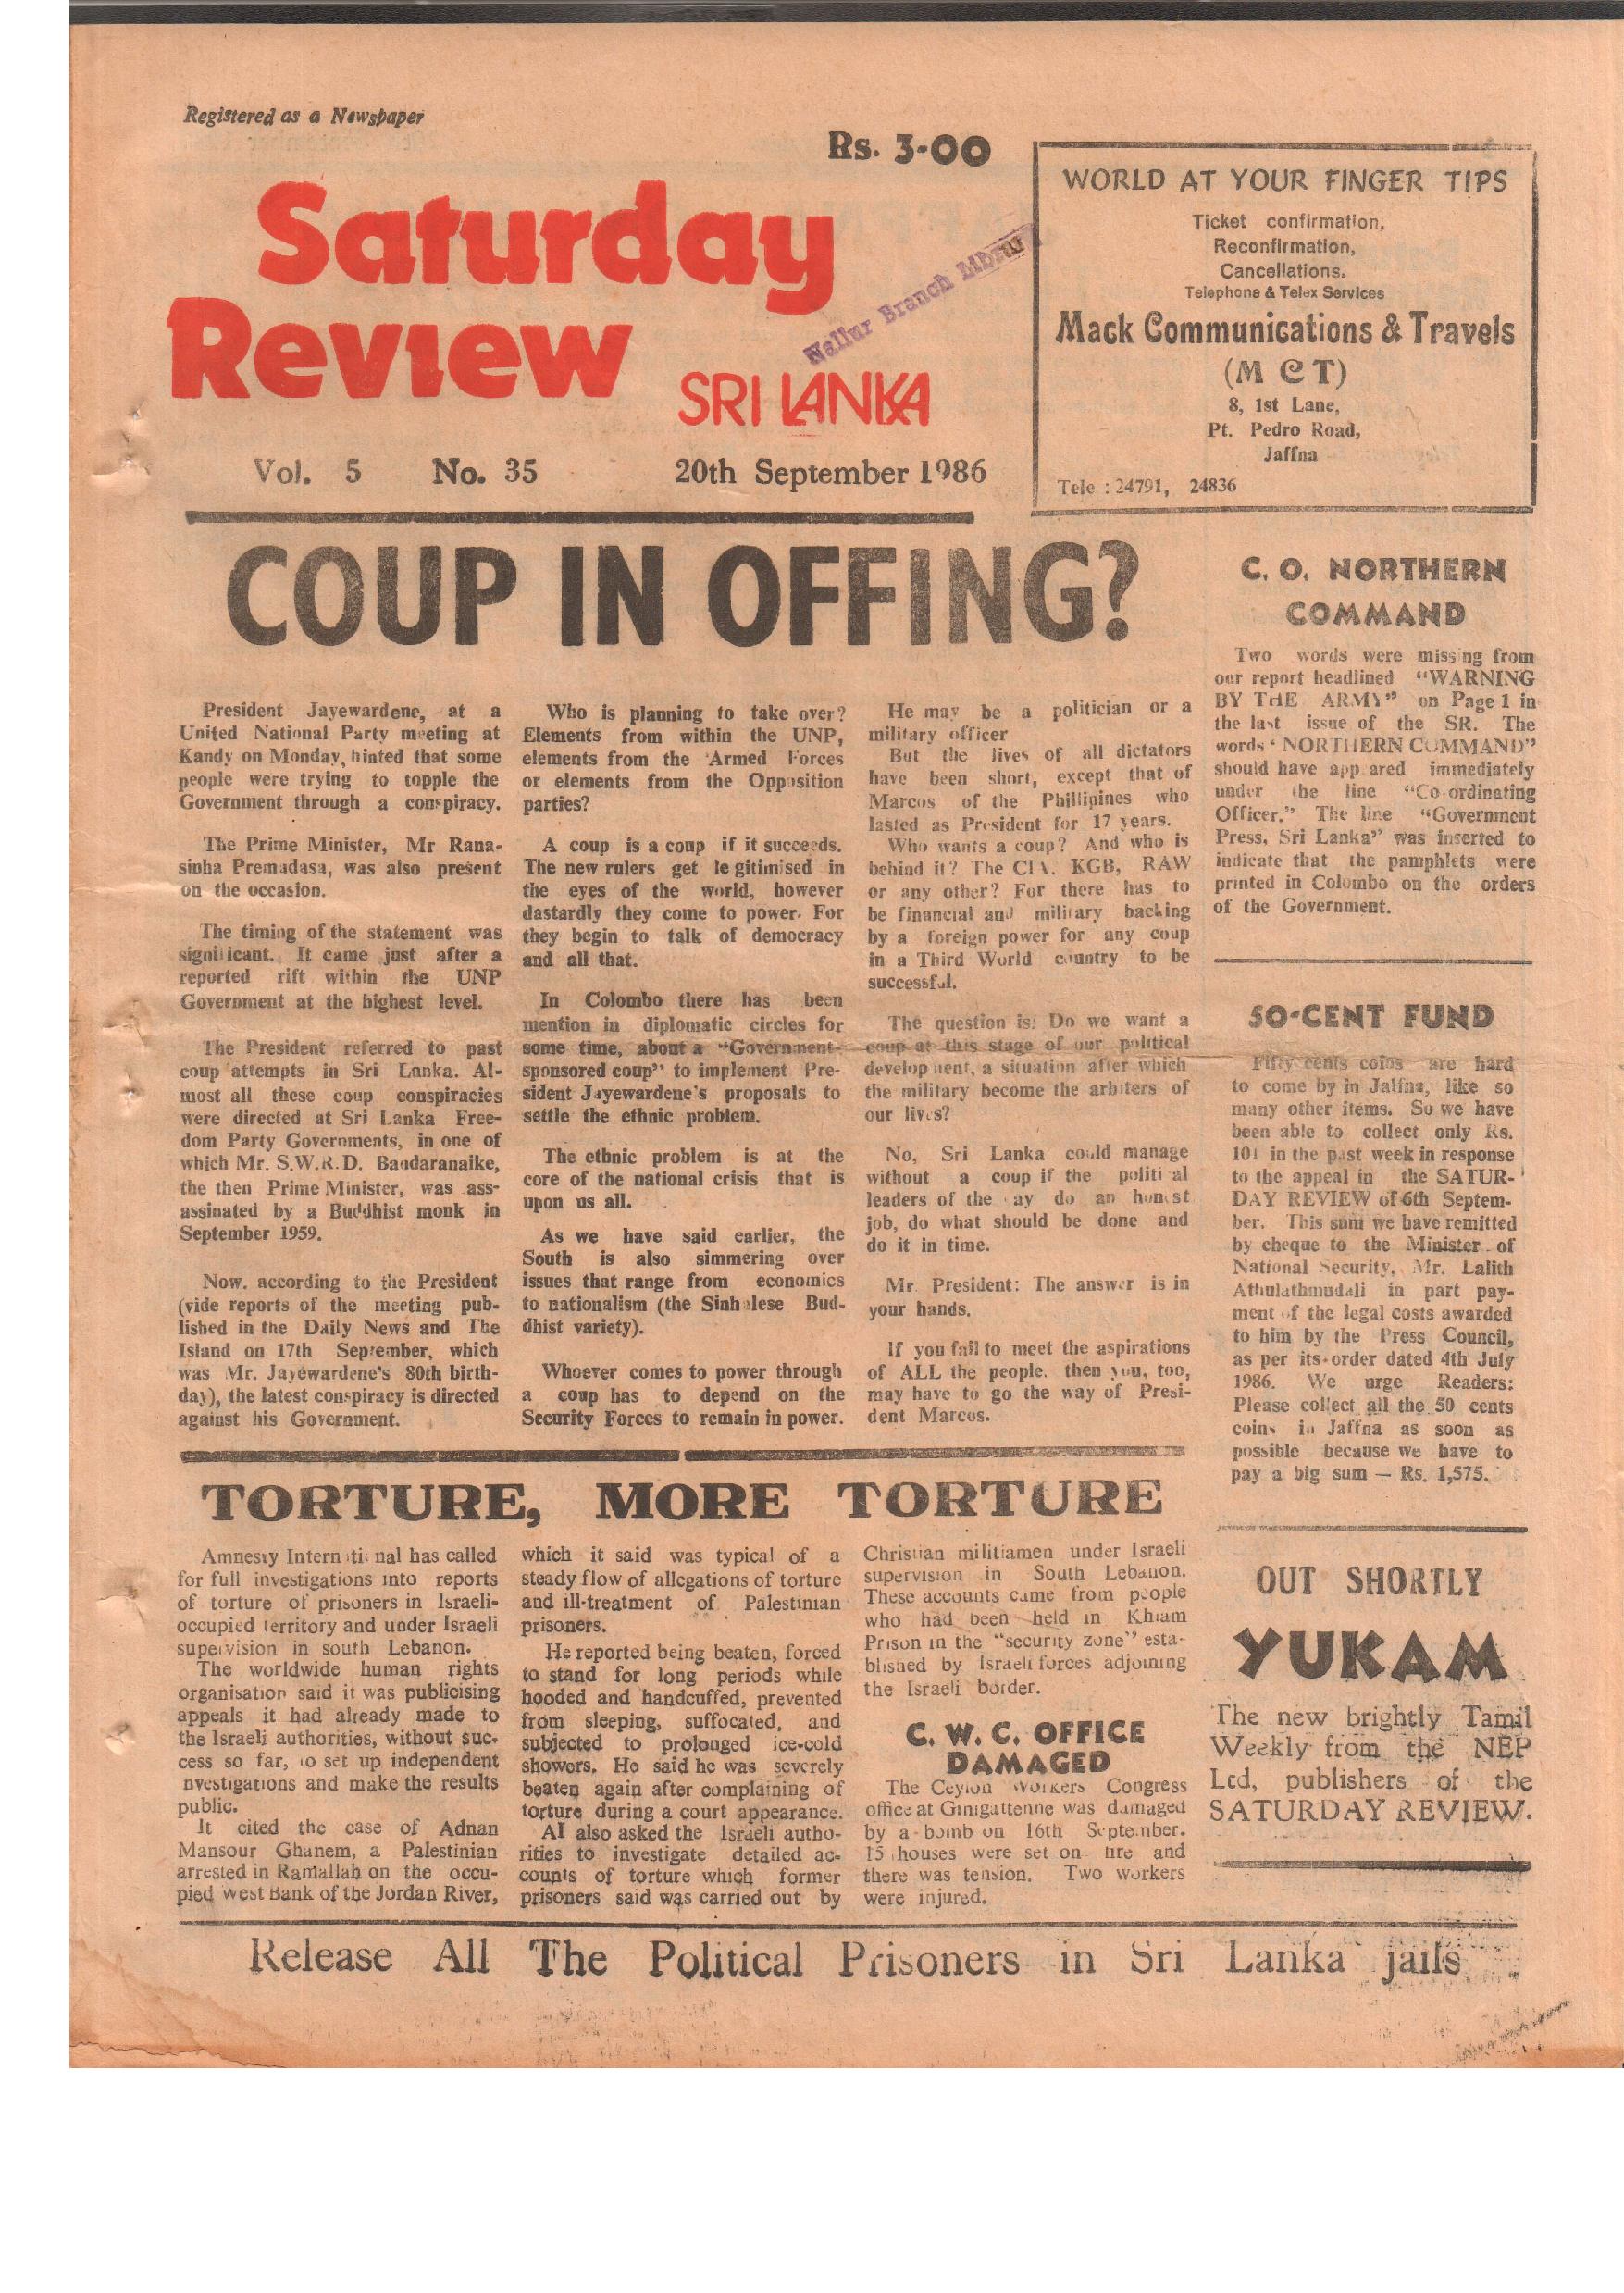 Registered as a Newspaper
Rs. 3-00
Saturday
Review
SRI LANKA
Nallur Branch Library
Vol. 5 No. 35 20th September 1986
WORLD AT YOUR FINGER TIPS
Ticket confirmation,
Reconfirmation,
Cancellations.
Telephone & Telex Services
Mack Communications & Travels
(M & T)
8, 1st Lane,
Pt. Pedro Road,
Jaffna
Tele : 24791, 24836
COUP IN OFFING?
President Jayewardene, at a
United National Party meeting at
Kandy on Monday, hinted that some
people were trying to topple the
Government through a conspiracy.
The Prime Minister, Mr Rana-
sinha Premadasa, was also present
on the occasion.
The timing of the statement was
significant. It came just after a
reported rift within the UNP
Government at the highest level.
The President referred to past
coup attempts in Sri Lanka. Al-
most all these coup conspiracies
were directed at Sri Lanka Free-
dom Party Governments, in one of
which Mr. S.W.R.D. Bandaranaike,
the then Prime Minister, was ass-
assinated by a Buddhist monk in
September 1959.
Now. according to the President
(vide reports of the meeting pub-
lished in the Daily News and The
Island on 17th September, which
was Mr. Jayewardene's 80th birth-
day), the latest conspiracy is directed
against his Government.
Who is planning to take over?
Elements from within the UNP,
elements from the Armed Forces
or elements from the Opposition
parties?
A coup is a coup if it succeeds.
The new rulers get legitimised in
the eyes of the world, however
dastardly they come to power. For
they begin to talk of democracy
and all that.
In Colombo there has been
mention in diplomatic circles for
some time, about a "Government-
sponsored coup" to implement Pre-
sident Jayewardene's proposals to
settle the ethnic problem.
The ethnic problem is at the
core of the national crisis that is
upon us all.
As we have said earlier, the
South is also simmering over
issues that range from economics
to nationalism (the Sinhalese Bud-
dhist variety).
Whoever comes to power through
a coup has to depend on the
Security Forces to remain in power.
He may be a politician or a
military officer
But the lives of all dictators
have been short, except that of
Marcos of the Phillipines who
lasted as President for 17 years.
Who wants a coup? And who is
behind it? The CIA. KGB, RAW
or any other? For there has to
be financial and military backing
by a foreign power for any coup
in a Third World country to be
successful.
The question is: Do we want a
coup at this stage of our political
development, a situation after which
the military become the arbiters of
our lives?
No, Sri Lanka could manage
without a coup if the political
leaders of the day do an honest
job, do what should be done and
do it in time.
Mr. President: The answer is in
your hands.
If you fail to meet the aspirations
of ALL the people. then you, too,
may have to go the way of Presi-
dent Marcos.
C. O. NORTHERN
COMMAND
Two words were missing from
our report headlined "WARNING
BY THE ARMY" on Page 1 in
the last issue of the SR. The
words 'NORTHERN COMMAND"
should have appeared immediately
under the line "Co-ordinating
Officer." The line "Government
Press, Sri Lanka" was inserted to
indicate that the pamphlets were
printed in Colombo on the orders
of the Government.
50-CENT FUND
Fifty cents coins are hard
to come by in Jaffna, like so
many other items. So we have
been able to collect only Rs.
101 in the past week in response
to the appeal in the SATUR-
DAY REVIEW of 6th Septem-
ber. This sum we have remitted
by cheque to the Minister of
National Security, Mr. Lalith
Athulathmudali in part pay-
ment of the legal costs awarded
to him by the Press Council,
as per its order dated 4th July
1986. We urge Readers:
Please collect all the 50 cents
coins in Jaffna as soon as
possible because we have to
pay a big sum — Rs. 1,575.
TORTURE, MORE TORTURE
Amnesty International has called
for full investigations into reports
of torture of prisoners in Israeli-
occupied territory and under Israeli
supervision in south Lebanon.
The worldwide human rights
organisation said it was publicising
appeals it had already made to
the Israeli authorities, without suc-
cess so far, to set up independent
nvestigations and make the results
public.
It cited the case of Adnan
Mansour Ghanem, a Palestinian
arrested in Ramallah on the occu-
pied West Bank of the Jordan River,
which it said was typical of a
steady flow of allegations of torture
and ill-treatment of Palestinian
prisoners.
He reported being beaten, forced
to stand for long periods while
hooded and handcuffed, prevented
from sleeping, suffocated, and
subjected to prolonged ice-cold
showers. He said he was severely
beaten again after complaining of
torture during a court appearance.
AI also asked the Israeli autho-
rities to investigate detailed ac-
counts of torture which former
prisoners said was carried out by
Christian militiamen under Israeli
supervision in South Lebanon.
These accounts came from people
who had been held in Khiam
Prison in the "security zone" esta-
blished by Israeli forces adjoining
the Israeli border.
C. W. C. OFFICE
DAMAGED
The Ceylon Workers Congress
office at Ginigattenne was damaged
by a bomb on 16th September.
15 houses were set on fire and
there was tension. Two workers
were injured.
OUT SHORTLY
YUKAM
The new brightly Tamil
Weekly from the NEP
Ltd, publishers of the
SATURDAY REVIEW.
Release All The Political Prisoners in Sri Lanka jails